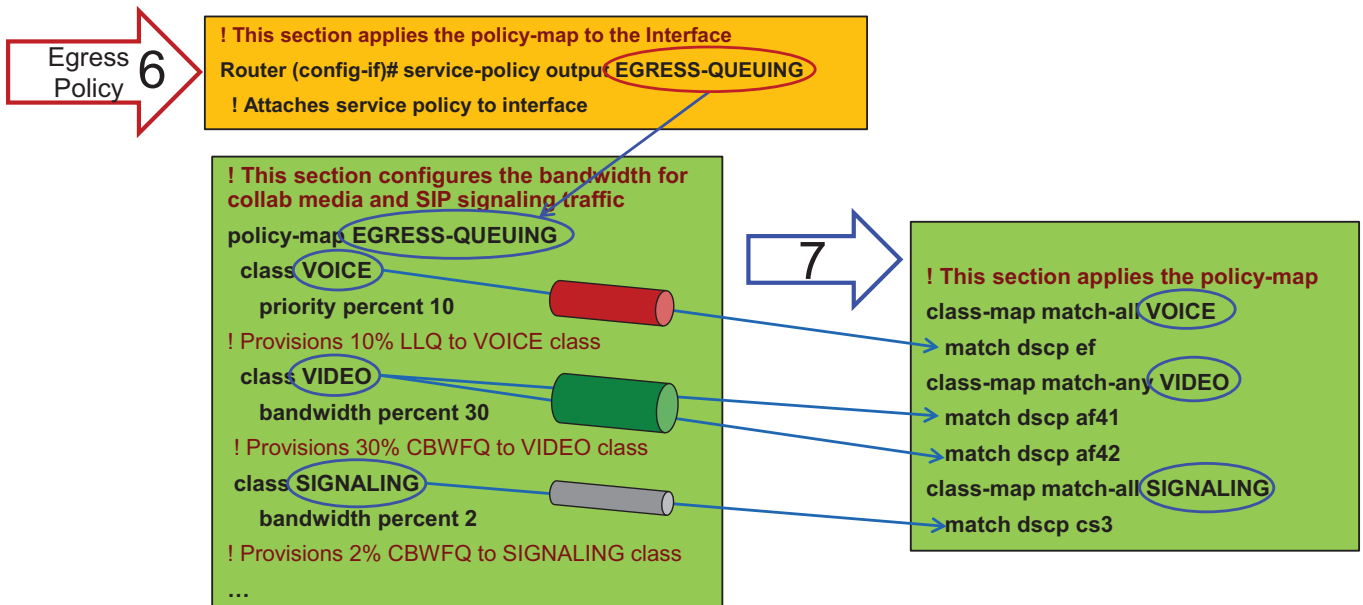 Egress
Policy
6
! This section applies the policy-map to the Interface
Router (config-if)# service-policy output EGRESS-QUEUING
! Attaches service policy to interface
! This section configures the bandwidth for
collab media and SIP signaling traffic
policy-map EGRESS-QUEUING
class VOICE
priority percent 10
! Provisions 10% LLQ to VOICE class
class VIDEO
bandwidth percent 30
! Provisions 30% CBWFQ to VIDEO class
class SIGNALING
bandwidth percent 2
! Provisions 2% CBWFQ to SIGNALING class
…
7
! This section applies the policy-map
class-map match-all VOICE
match dscp ef
class-map match-any VIDEO
match dscp af41
match dscp af42
class-map match-all SIGNALING
match dscp cs3